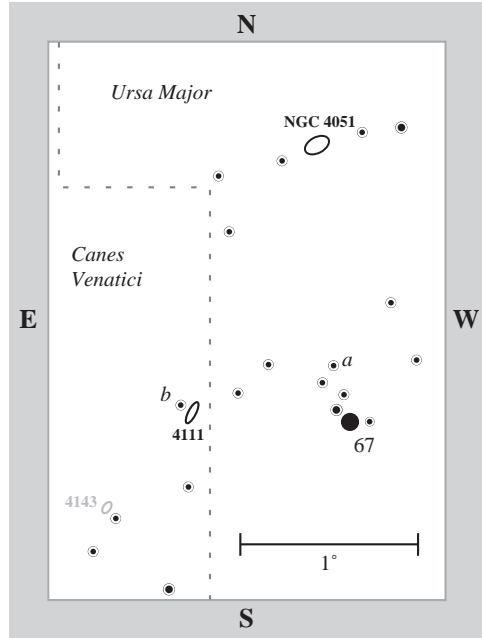 N
Ursa Major
NGC 4051
Canes
Venatici
E
W
a
b
4111
67
4143
1°
S